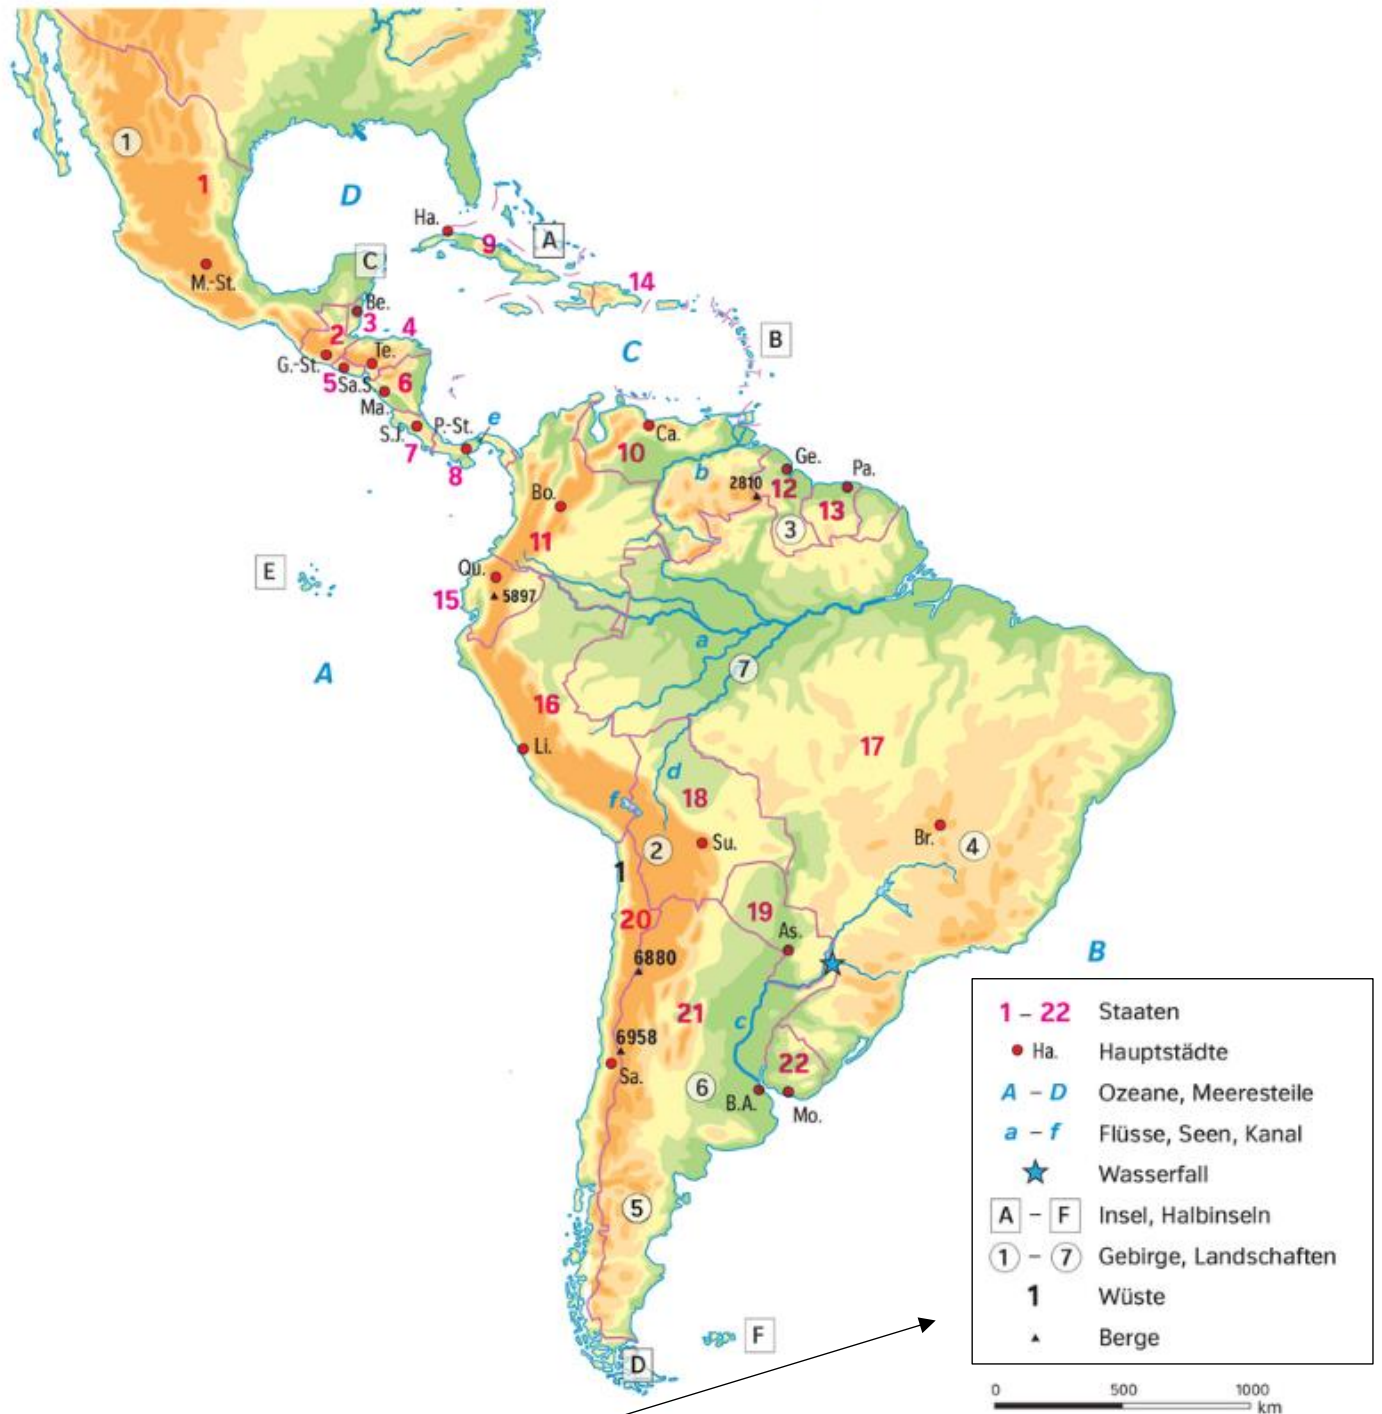 1
1
D
Ha.
9
A
C
M.-St.
14
Be.
3
2
4
B
C
Te.
G.-St.
5
Sa.S.
6
Ma.
S.J.
P.-St.
e
Ca.
7
8
10
b
Ge.
Pa.
2810
12
13
Bo.
3
11
E
Qu.
15
5897
a
7
A
16
17
Li.
d
18
f
Br.
4
2
Su.
1
19
20
As.
B
6880
21
c
6958
22
Sa.
6
B.A.
Mo.
5
F
D
1 – 22 Staaten
Ha. Hauptstädte
A – D Ozeane, Meeresteile
a – f Flüsse, Seen, Kanal
Wasserfall
A – F Insel, Halbinseln
1 – 7 Gebirge, Landschaften
1 Wüste
Berge
0 500 1000
km